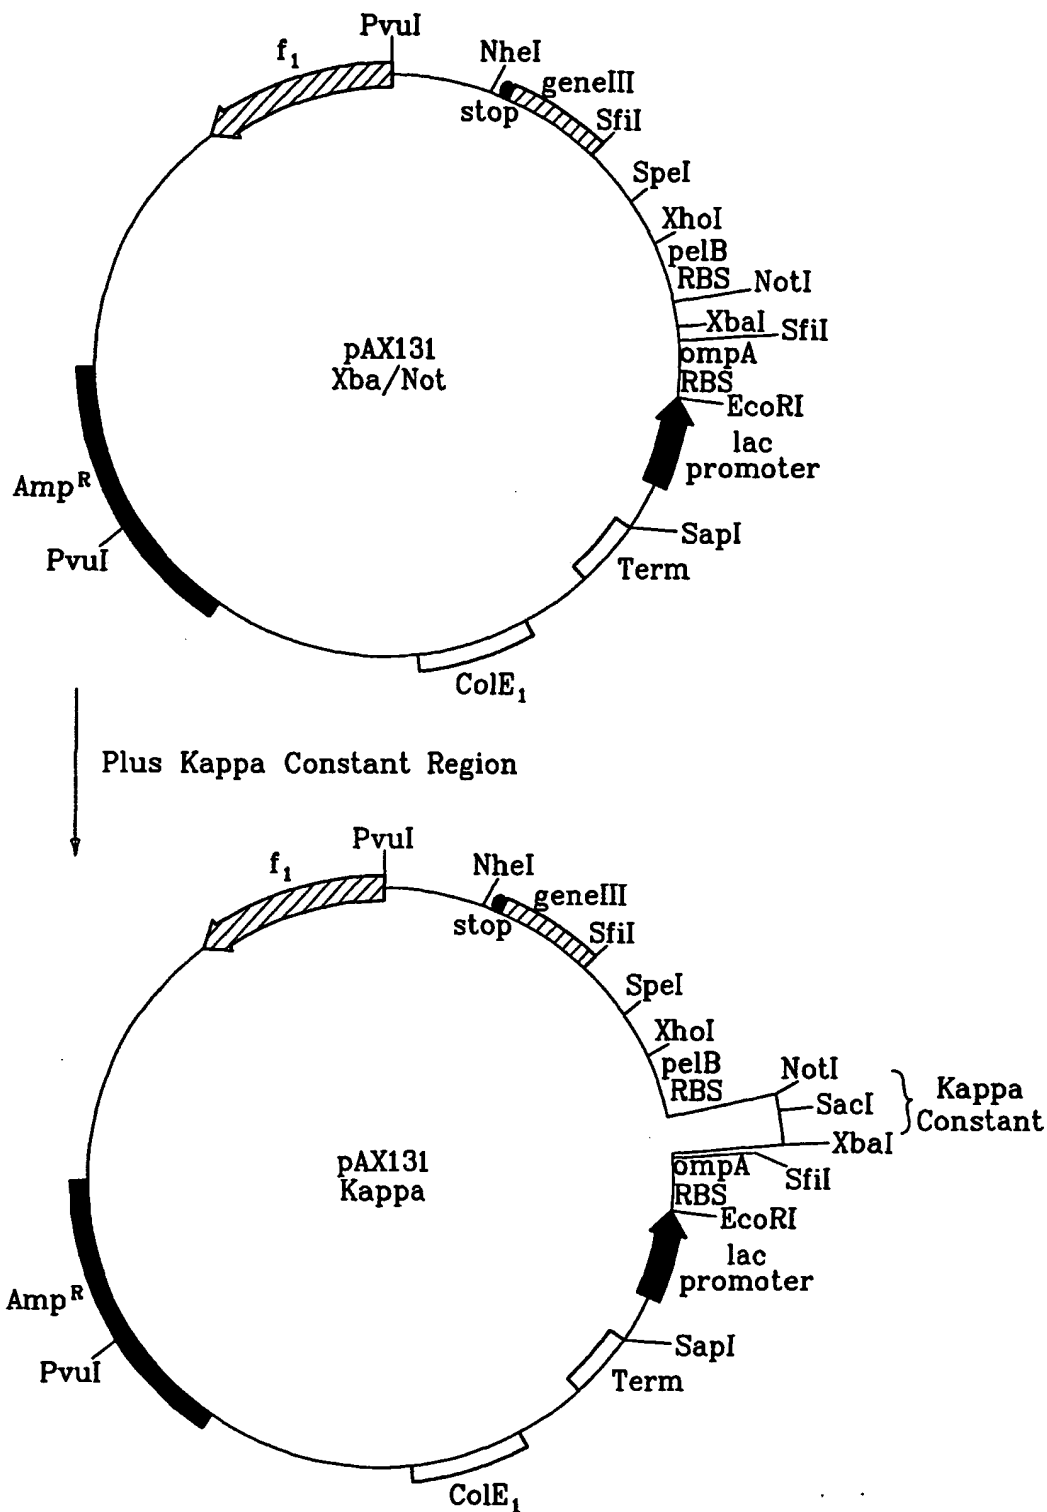 PvuI
f1
NheI
geneIII
stop
SfiI
SpeI
XhoI
pelB
RBS
NotI
XbaI
SfiI
ompA
RBS
EcoRI
lac
promoter
pAX131
Xba/Not
AmpR
PvuI
SapI
Term
ColE1
Plus Kappa Constant Region
PvuI
f1
NheI
geneIII
stop
SfiI
SpeI
XhoI
pelB
RBS
NotI
SacI
Kappa
Constant
XbaI
SfiI
ompA
RBS
EcoRI
lac
promoter
pAX131
Kappa
AmpR
PvuI
SapI
Term
ColE1